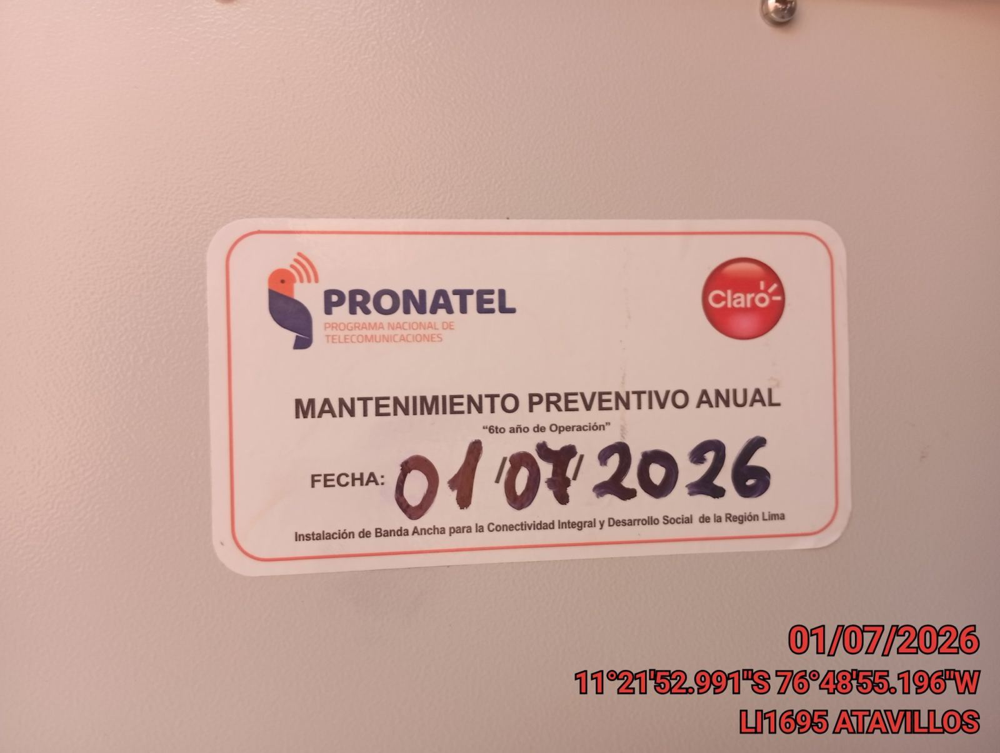 PRONATEL
PROGRAMA NACIONAL DE
TELECOMUNICACIONES
Claro
MANTENIMIENTO PREVENTIVO ANUAL
“6to año de Operación”
FECHA: 01/07/2026
Instalación de Banda Ancha para la Conectividad Integral y Desarrollo Social de la Región Lima
01/07/2026
11°21'52.991"S 76°48'55.196"W
LI1695 ATAVILLOS